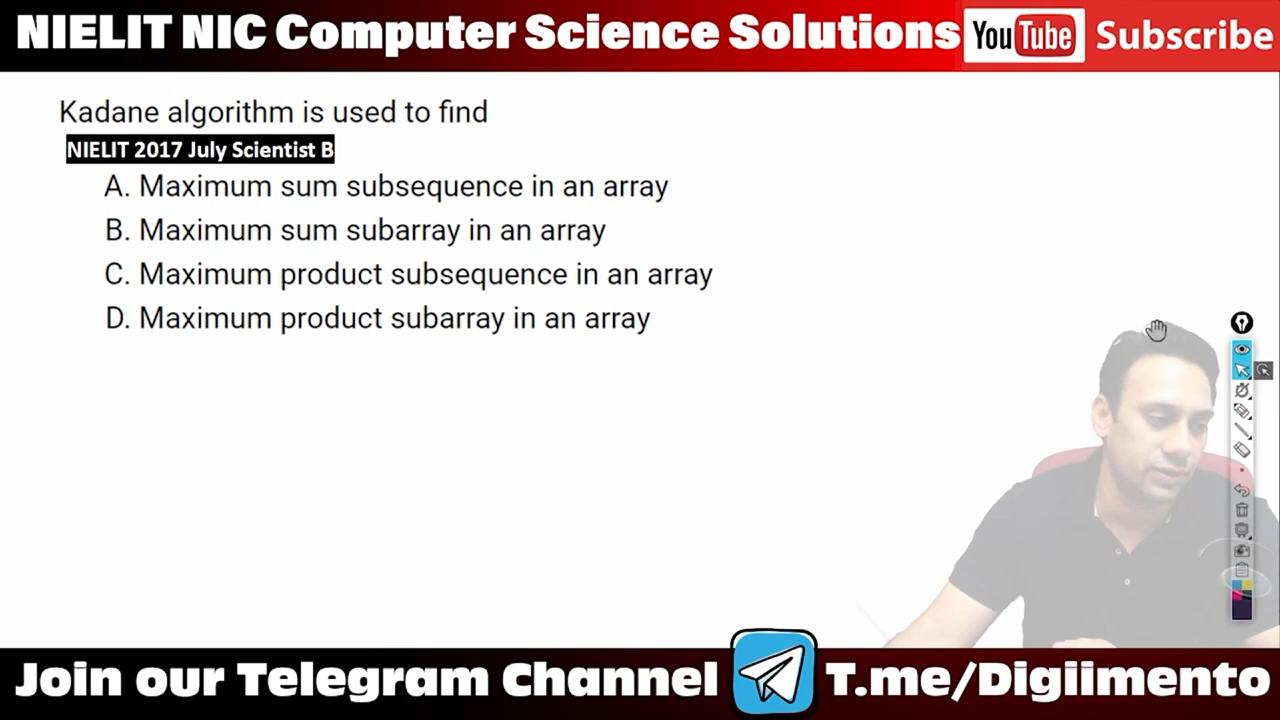 NIELIT NIC Computer Science Solutions YouTube Subscribe
Kadane algorithm is used to find
NIELIT 2017 July Scientist B
A. Maximum sum subsequence in an array
B. Maximum sum subarray in an array
C. Maximum product subsequence in an array
D. Maximum product subarray in an array
Join our Telegram Channel T.me/Digiimento